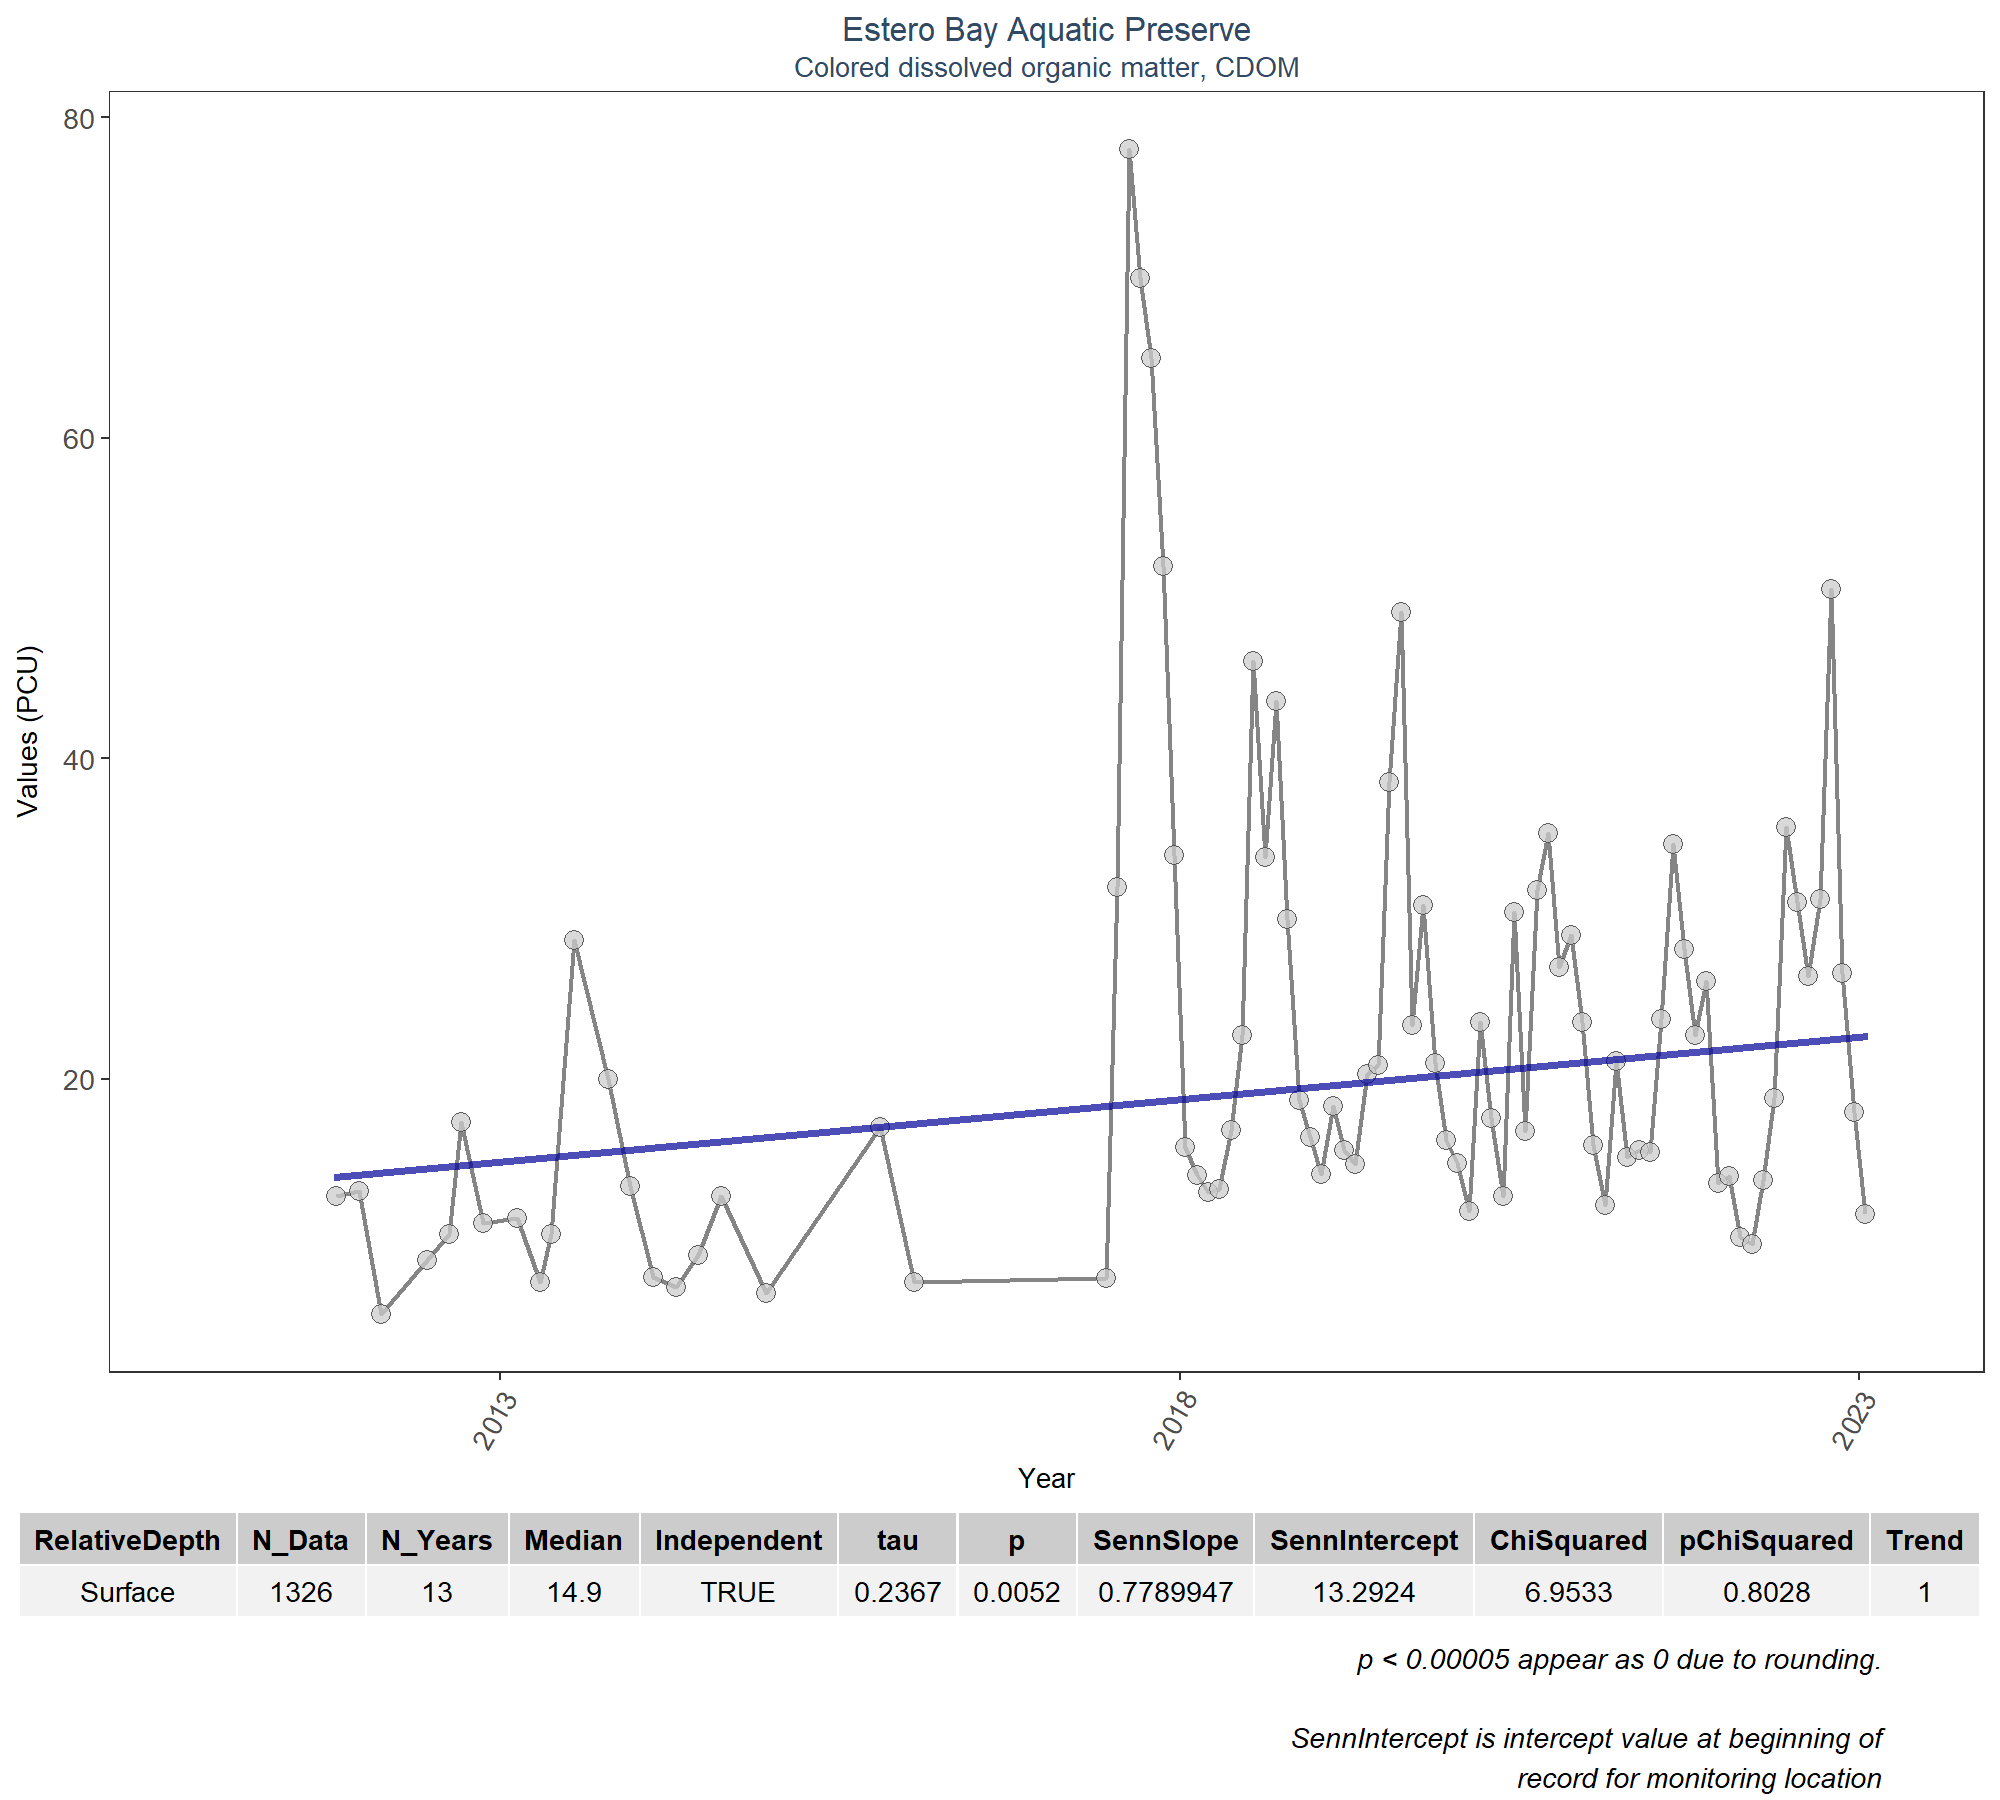 Estero Bay Aquatic Preserve
Colored dissolved organic matter, CDOM
80
60
40
20
Values (PCU)
2013
2018
2023
Year
RelativeDepth N_Data N_Years Median Independent tau p SennSlope SennIntercept ChiSquared pChiSquared Trend
Surface 1326 13 14.9 TRUE 0.2367 0.0052 0.7789947 13.2924 6.9533 0.8028 1
p < 0.00005 appear as 0 due to rounding.
SennIntercept is intercept value at beginning of
record for monitoring location